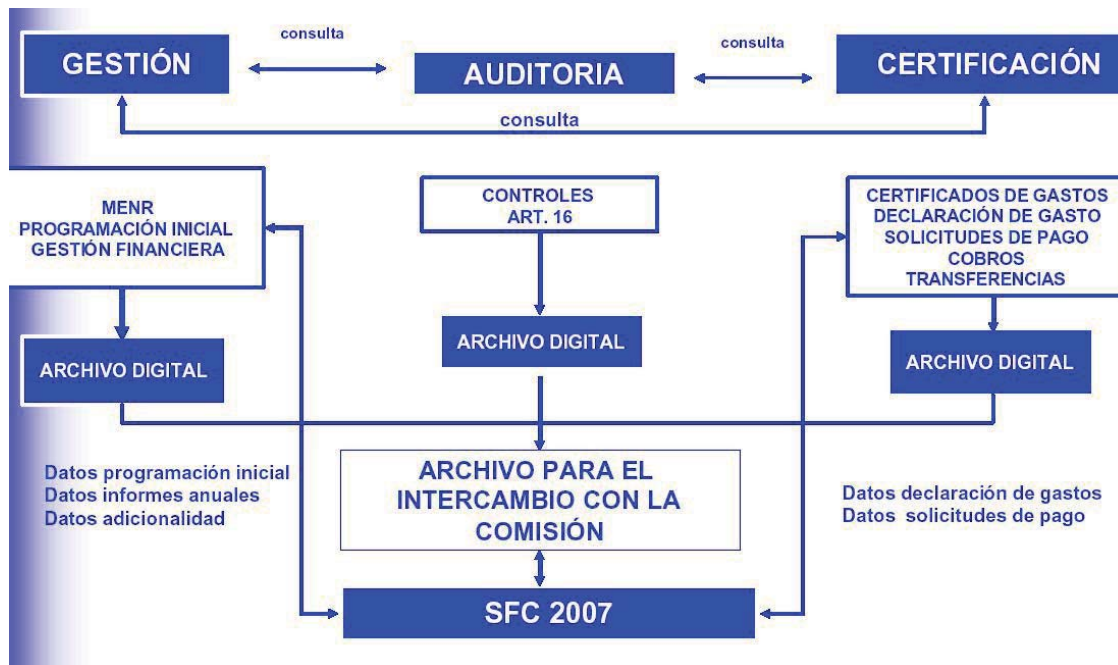 consulta
consulta
GESTIÓN
AUDITORIA
CERTIFICACIÓN
consulta
MENR
PROGRAMACIÓN INICIAL
GESTIÓN FINANCIERA
CONTROLES
ART. 16
CERTIFICADOS DE GASTOS
DECLARACIÓN DE GASTO
SOLICITUDES DE PAGO
COBROS
TRANSFERENCIAS
ARCHIVO DIGITAL
ARCHIVO DIGITAL
ARCHIVO DIGITAL
Datos programación inicial
Datos informes anuales
Datos adicionalidad
ARCHIVO PARA EL
INTERCAMBIO CON LA
COMISIÓN
Datos declaración de gastos
Datos solicitudes de pago
SFC 2007